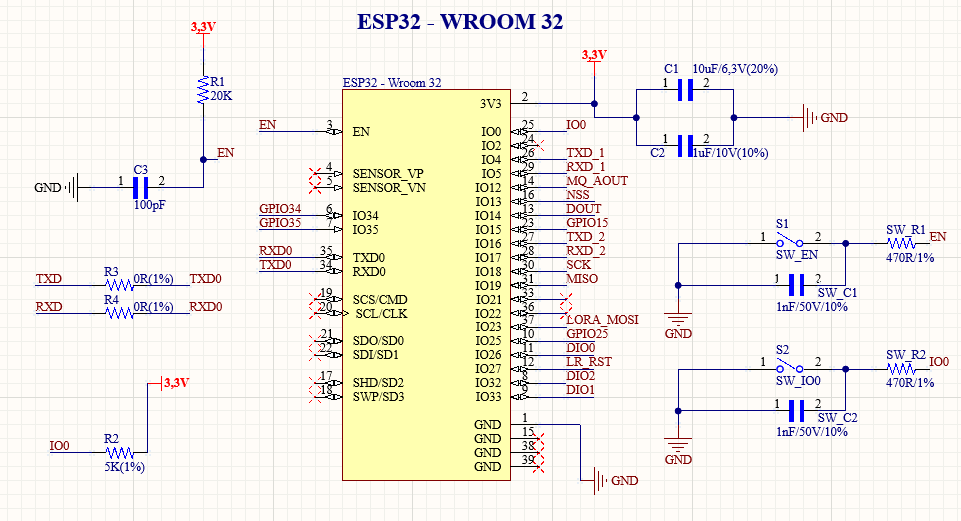 ESP32 - WROOM 32
3,3V
R1
20K
EN
C3
1 2
GND
100pF
TXD R3 0R(1%) TXD0
RXD R4 0R(1%) RXD0
3,3V
IO0 R2
5K(1%)
ESP32 - Wroom 32
EN 3 EN
4 SENSOR_VP
5 SENSOR_VN
GPIO34 6 IO34
GPIO35 7 IO35
RXD0 35 TXD0
TXD0 34 RXD0
19 SCS/CMD
20 SCL/CLK
21 SDO/SD0
22 SDI/SD1
17 SHD/SD2
18 SWP/SD3
3V3 2
IO0 25 IO0
IO2 24
IO4 26 TXD_1
IO5 29 RXD_1
IO12 14 MQ_AOUT
IO13 16 NSS
IO14 13 DOUT
IO15 23 GPIO15
IO16 27 TXD_2
IO17 28 RXD_2
IO18 30 SCK
IO19 31 MISO
IO21 33
IO22 36
IO23 37 LORA_MOSI
IO25 10 GPIO25
IO26 11 DIO0
IO27 12 LR_RST
IO32 8 DIO2
IO33 9 DIO1
GND 1
GND 15
GND 38
GND 39
GND
3,3V
C1 10uF/6,3V(20%)
1 2
GND
1 2
C2 1uF/10V(10%)
S1
1 2
SW_EN
SW_R1
EN
470R/1%
1 2
SW_C1
1nF/50V/10%
GND
S2
1 2
SW_IO0
SW_R2
IO0
470R/1%
1 2
SW_C2
1nF/50V/10%
GND